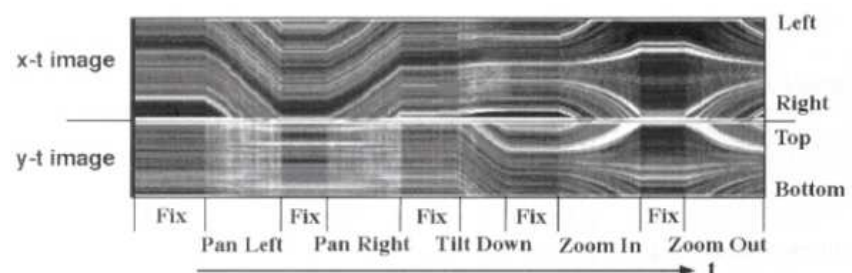 Left
x-t image
Right
Top
y-t image
Bottom
Fix Fix Fix Fix Fix
Pan Left Pan Right Tilt Down Zoom In Zoom Out
t